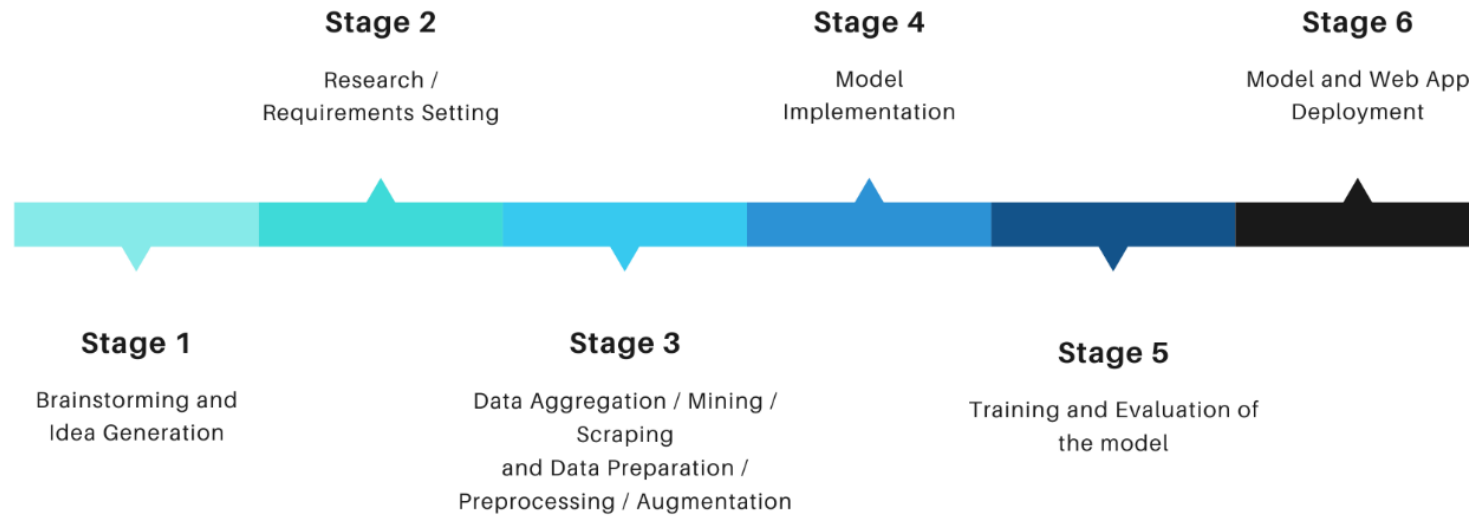 Stage 2
Research /
Requirements Setting
Stage 4
Model
Implementation
Stage 6
Model and Web App
Deployment
Stage 1
Brainstorming and
Idea Generation
Stage 3
Data Aggregation / Mining /
Scraping
and Data Preparation /
Preprocessing / Augmentation
Stage 5
Training and Evaluation of
the model